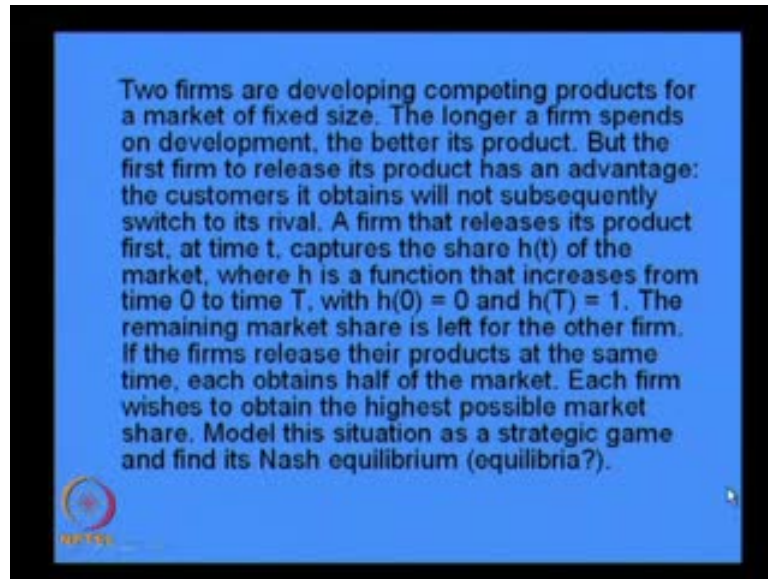 Two firms are developing competing products for
a market of fixed size. The longer a firm spends
on development, the better its product. But the
first firm to release its product has an advantage:
the customers it obtains will not subsequently
switch to its rival. A firm that releases its product
first, at time t, captures the share h(t) of the
market, where h is a function that increases from
time 0 to time T, with h(0) = 0 and h(T) = 1. The
remaining market share is left for the other firm.
If the firms release their products at the same
time, each obtains half of the market. Each firm
wishes to obtain the highest possible market
share. Model this situation as a strategic game
and find its Nash equilibrium (equilibria?).
NPTEL